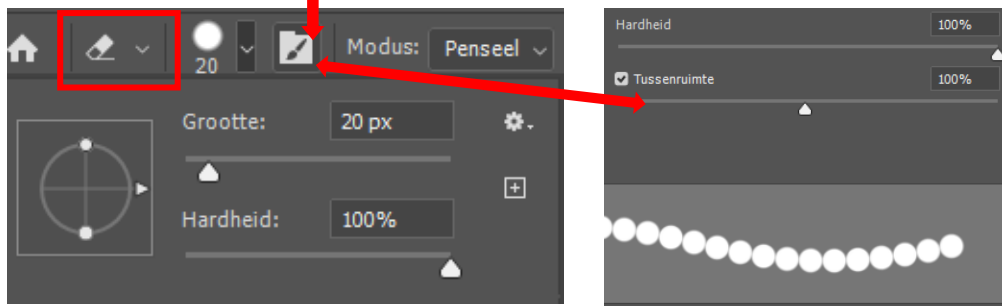 20
Modus: Penseel
Grootte: 20 px
Hardheid: 100%
Hardheid 100%
Tussenruimte 100%